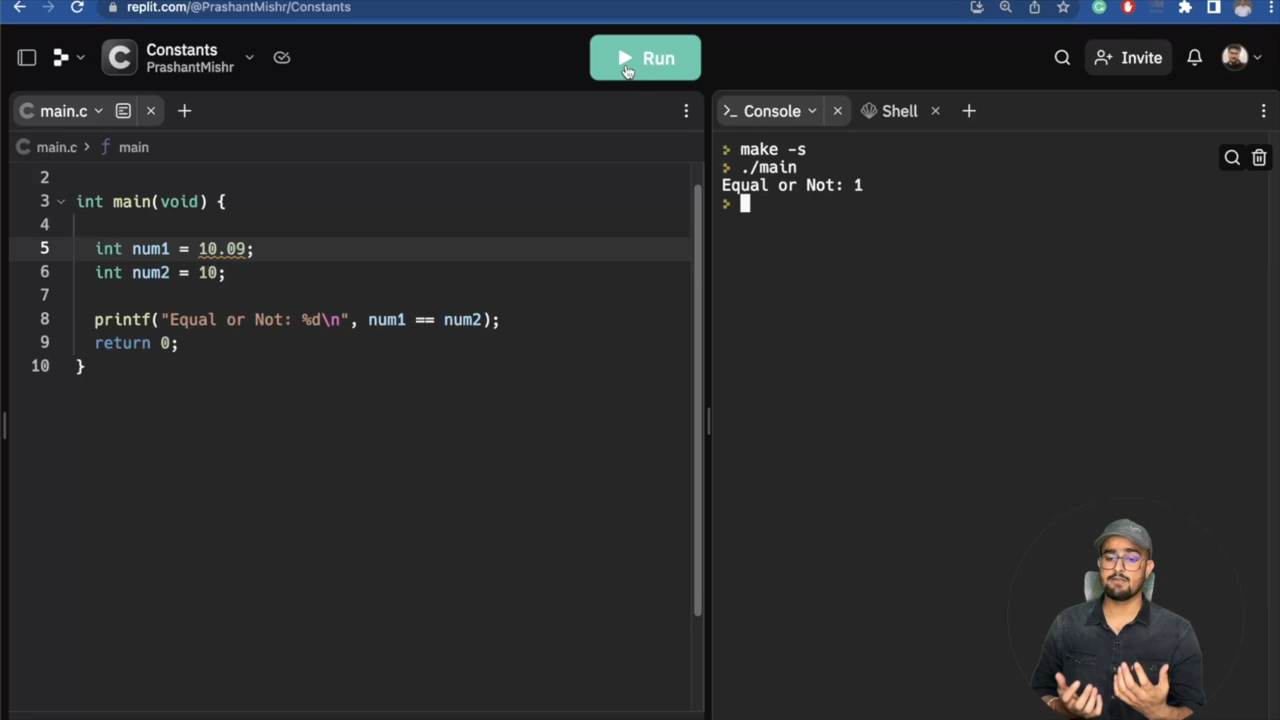 replit.com/@PrashantMishr/Constants
Constants
PrashantMishr
Run
Invite
main.c
Console
Shell
main.c > f main
2
3 int main(void) {
4
5 int num1 = 10.09;
6 int num2 = 10;
7
8 printf("Equal or Not: %d\n", num1 == num2);
9 return 0;
10 }
> make -s
> ./main
Equal or Not: 1
>